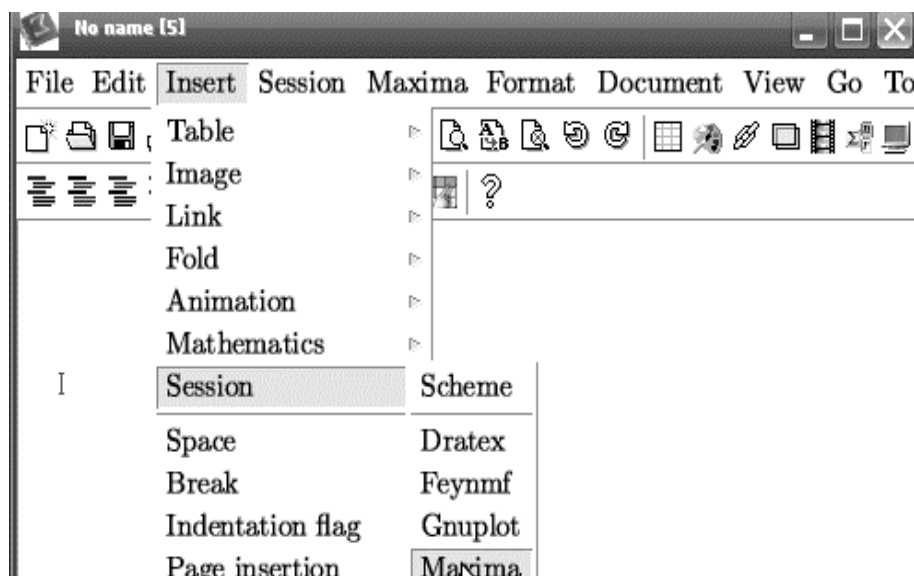 No name [5]
File Edit Insert Session Maxima Format Document View Go To
Table
Image
Link
Fold
Animation
Mathematics
Session
Scheme
Space
Dratex
Break
Feynmf
Indentation flag
Gnuplot
Page insertion
Maxima